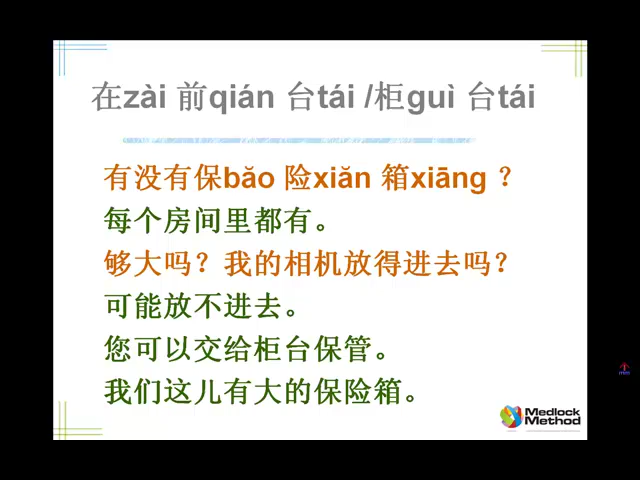 在zài 前qián 台tái /柜guì 台tái
有没有保bǎo 险xiǎn 箱xiāng ？
每个房间里都有。
够大吗？我的相机放得进去吗？
可能放不进去。
您可以交给柜台保管。
我们这儿有大的保险箱。
Medlock
Method